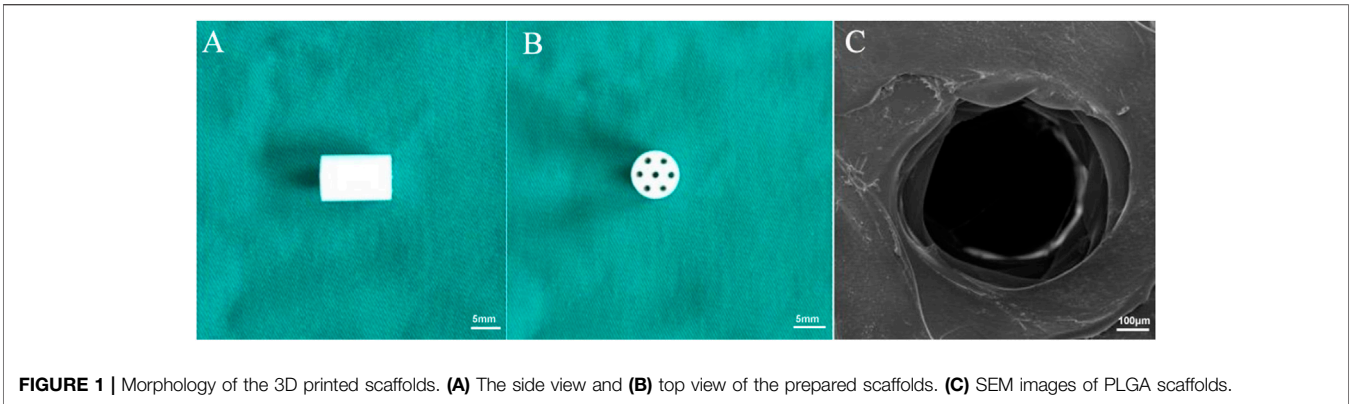 A
B
C
5mm
5mm
100μm
FIGURE 1 | Morphology of the 3D printed scaffolds. (A) The side view and (B) top view of the prepared scaffolds. (C) SEM images of PLGA scaffolds.